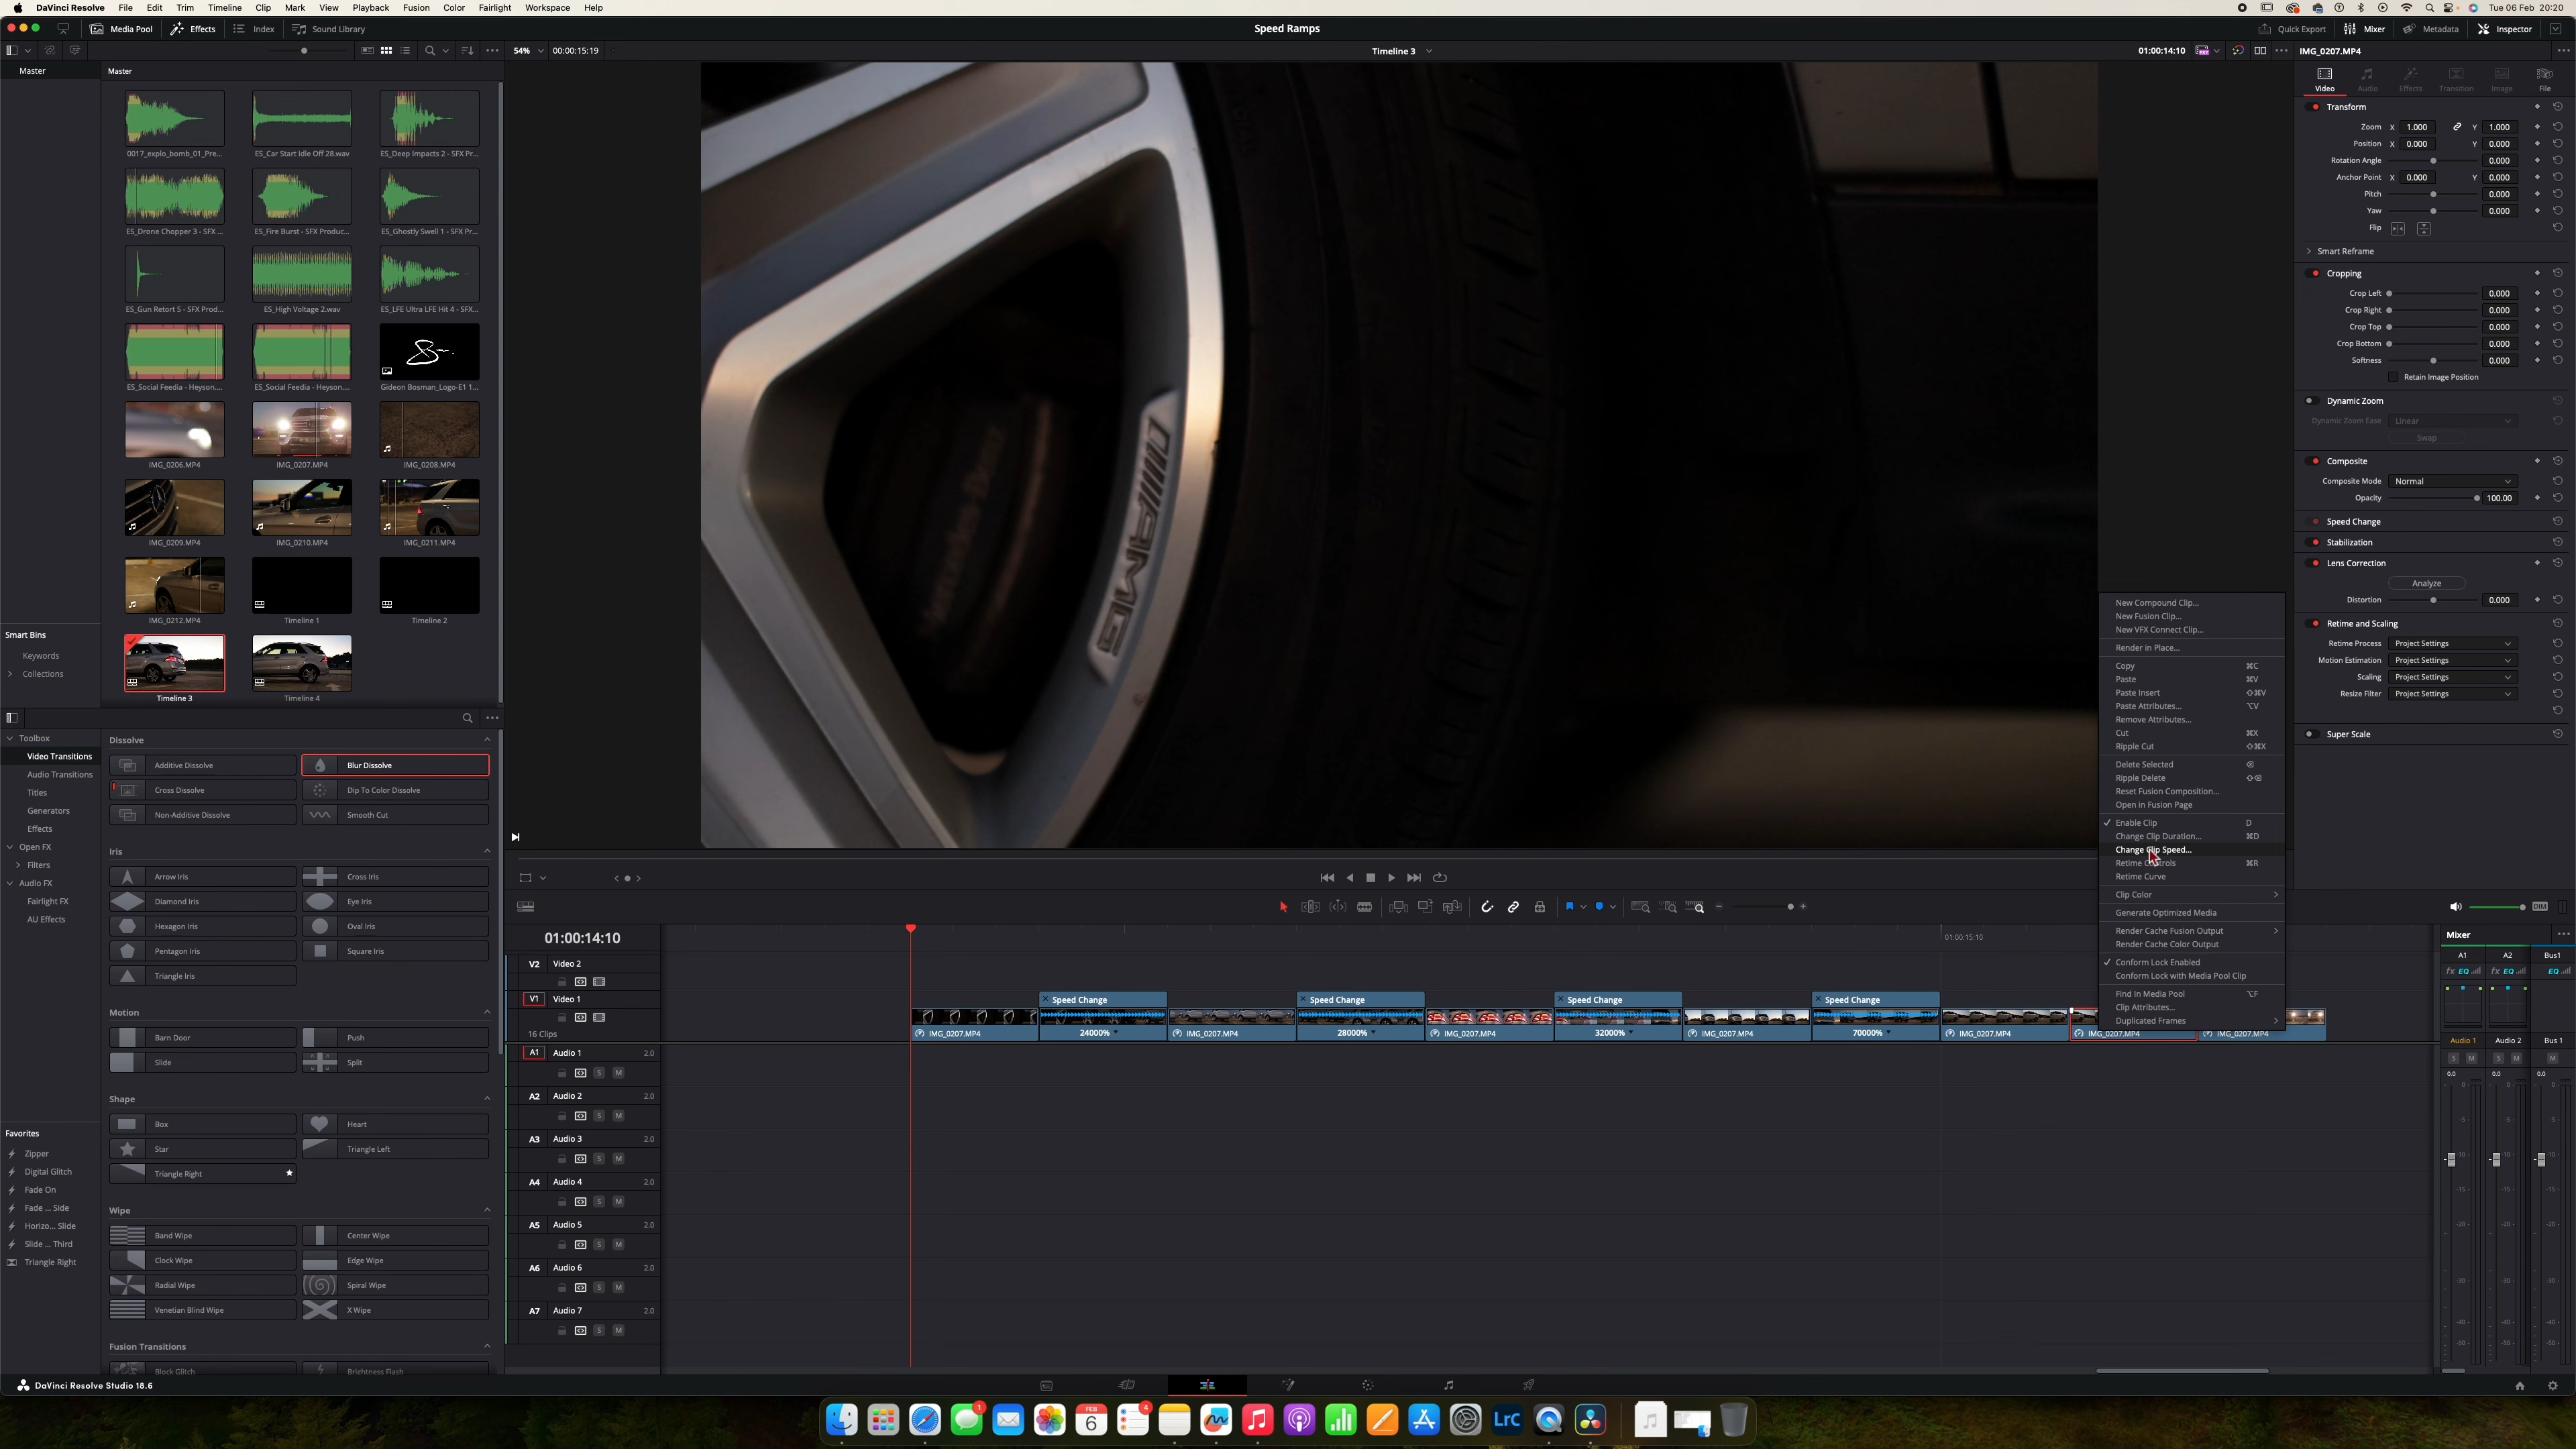 DaVinci Resolve File Edit Trim Timeline Clip Mark View Playback Fusion Color Fairlight Workspace Help Tue 06 Feb 20:20
Media Pool Effects Index Sound Library Speed Ramps Quick Export Mixer Metadata Inspector
54% 00:00:15:19 Timeline 3 01:00:14:10 IMG_0207.MP4
Master Master
0017_explo_bomb_01_Pre... ES_Car Start Idle Off 28.wav ES_Deep Impacts 2 - SFX Pr...
ES_Drone Chopper 3 - SFX ... ES_Fire Burst - SFX Produc... ES_Ghostly Swell 1 - SFX Pr...
ES_Gun Retort 5 - SFX Prod... ES_High Voltage 2.wav ES_LFE Ultra LFE Hit 4 - SFX...
ES_Social Feedia - Heyson.... ES_Social Feedia - Heyson.... Gideon Bosman_Logo-E1 1...
IMG_0206.MP4 IMG_0207.MP4 IMG_0208.MP4
IMG_0209.MP4 IMG_0210.MP4 IMG_0211.MP4
IMG_0212.MP4 Timeline 1 Timeline 2
Timeline 3 Timeline 4
Smart Bins
Keywords
Collections
Toolbox
Video Transitions
Audio Transitions
Titles
Generators
Effects
Open FX
Filters
Audio FX
Fairlight FX
AU Effects
Favorites
Zipper
Digital Glitch
Fade On
Fade ... Side
Horizo... Slide
Slide ... Third
Triangle Right
Dissolve
Additive Dissolve Blur Dissolve
Cross Dissolve Dip To Color Dissolve
Non-Additive Dissolve Smooth Cut
Iris
Arrow Iris Cross Iris
Diamond Iris Eye Iris
Hexagon Iris Oval Iris
Pentagon Iris Square Iris
Triangle Iris
Motion
Barn Door Push
Slide Split
Shape
Box Heart
Star Triangle Left
Triangle Right
Wipe
Band Wipe Center Wipe
Clock Wipe Edge Wipe
Radial Wipe Spiral Wipe
Venetian Blind Wipe X Wipe
Fusion Transitions
Block Glitch Brightness Flash
AMG
Video Audio Effects Transition Image File
Transform
Zoom X 1.000 Y 1.000
Position X 0.000 Y 0.000
Rotation Angle 0.000
Anchor Point X 0.000 Y 0.000
Pitch 0.000
Yaw 0.000
Flip
Smart Reframe
Cropping
Crop Left 0.000
Crop Right 0.000
Crop Top 0.000
Crop Bottom 0.000
Softness 0.000
Retain Image Position
Dynamic Zoom
Dynamic Zoom Ease Linear
Swap
Composite
Composite Mode Normal
Opacity 100.00
Speed Change
Stabilization
Lens Correction
Analyze
Distortion 0.000
Retime and Scaling
Retime Process Project Settings
Motion Estimation Project Settings
Scaling Project Settings
Resize Filter Project Settings
Super Scale
New Compound Clip...
New Fusion Clip...
New VFX Connect Clip...
Render in Place...
Copy ⌘C
Paste ⌘V
Paste Insert ⇧⌘V
Paste Attributes... ⌥V
Remove Attributes...
Cut ⌘X
Ripple Cut ⇧⌘X
Delete Selected ⌫
Ripple Delete ⇧⌫
Reset Fusion Composition...
Open in Fusion Page
✓ Enable Clip D
Change Clip Duration... ⌘D
Change Clip Speed...
Retime Controls ⌘R
Retime Curve
Clip Color
Generate Optimized Media
Render Cache Fusion Output
Render Cache Color Output
✓ Conform Lock Enabled
Conform Lock with Media Pool Clip
Find In Media Pool ⌥F
Clip Attributes...
Duplicated Frames
DIM
01:00:14:10 01:00:15:10
V2 Video 2
V1 Video 1
16 Clips
Speed Change Speed Change Speed Change Speed Change
IMG_0207.MP4 24000% IMG_0207.MP4 28000% IMG_0207.MP4 32000% IMG_0207.MP4 70000% IMG_0207.MP4 IMG_0207.MP4 IMG_0207.MP4
A1 Audio 1 2.0
S M
A2 Audio 2 2.0
S M
A3 Audio 3 2.0
S M
A4 Audio 4 2.0
S M
A5 Audio 5 2.0
S M
A6 Audio 6 2.0
S M
A7 Audio 7 2.0
S M
Mixer
A1 A2 Bus1
fx EQ fx EQ EQ
Audio 1 Audio 2 Bus 1
S M S M M
0.0 0.0 0.0
DaVinci Resolve Studio 18.6
1 FEB 6 4 LrC